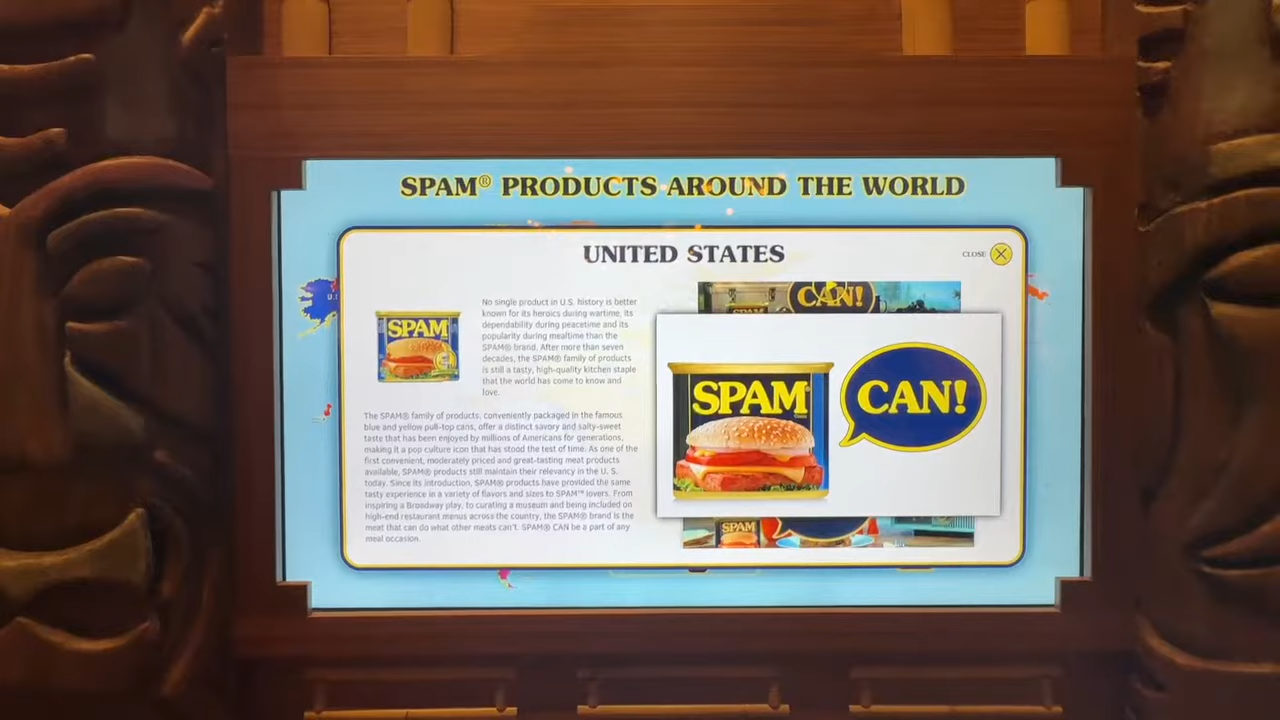 SPAM® PRODUCTS AROUND THE WORLD
UNITED STATES
CLOSE
No single product in U.S. history is better
known for its heroics during wartime, its
dependability during peacetime and its
popularity during mealtime than the
SPAM® brand. After more than seven
decades, the SPAM® family of products
is still a tasty, high-quality kitchen staple
that the world has come to know and
love.
SPAM
The SPAM® family of products, conveniently packaged in the famous
blue and yellow pull-top cans, offer a distinct savory and salty-sweet
taste that has been enjoyed by millions of Americans for generations,
making it a pop culture icon that has stood the test of time. As one of the
first convenient, moderately priced and great-tasting meat products
available, SPAM® products still maintain their relevancy in the U. S.
today. Since its introduction, SPAM® products have provided the same
tasty experience in a variety of flavors and sizes to SPAM™ lovers. From
inspiring a Broadway play, to curating a museum and being included on
high-end restaurant menus across the country, the SPAM® brand is the
meat that can do what other meats can't. SPAM® CAN be a part of any
meal occasion.
CAN!
SPAM
SPAM
CAN!
SPAM
U.